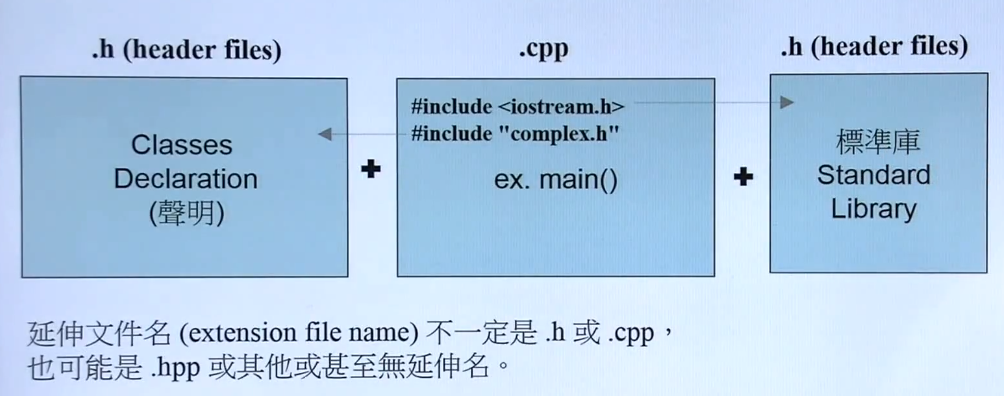 .h (header files)
Classes
Declaration
(聲明)
.cpp
#include <iostream.h>
#include "complex.h"
ex. main()
.h (header files)
標準庫
Standard
Library
延伸文件名 (extension file name) 不一定是 .h 或 .cpp，
也可能是 .hpp 或其他或甚至無延伸名。